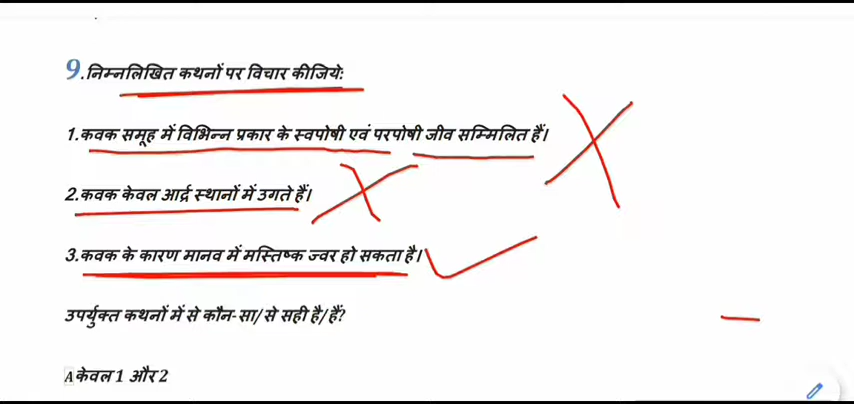 9.निम्नलिखित कथनों पर विचार कीजिये:
1.कवक समूह में विभिन्न प्रकार के स्वपोषी एवं परपोषी जीव सम्मिलित हैं।
2.कवक केवल आर्द्र स्थानों में उगते हैं।
3.कवक के कारण मानव में मस्तिष्क ज्वर हो सकता है।
उपर्युक्त कथनों में से कौन-सा/से सही है/हैं?
A केवल 1 और 2